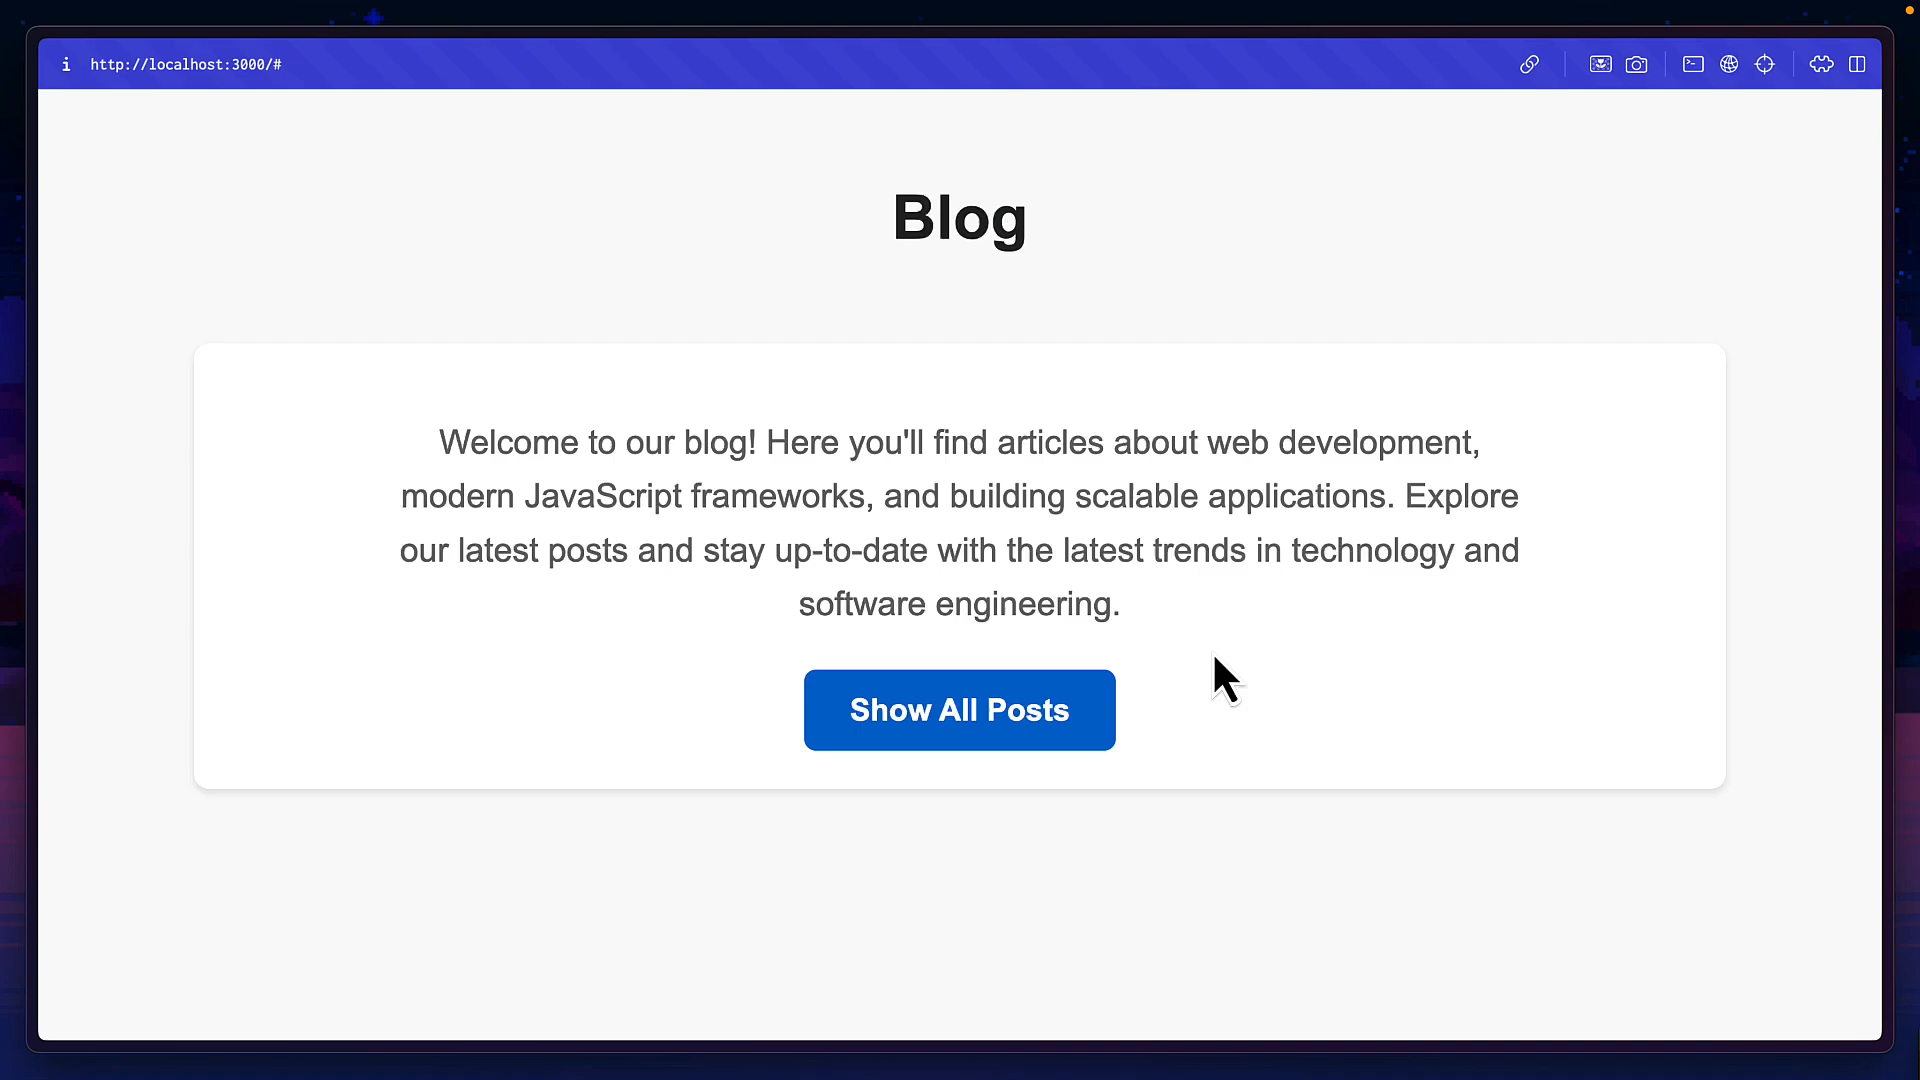 i http://localhost:3000/#
Blog
Welcome to our blog! Here you'll find articles about web development,
modern JavaScript frameworks, and building scalable applications. Explore
our latest posts and stay up-to-date with the latest trends in technology and
software engineering.
Show All Posts